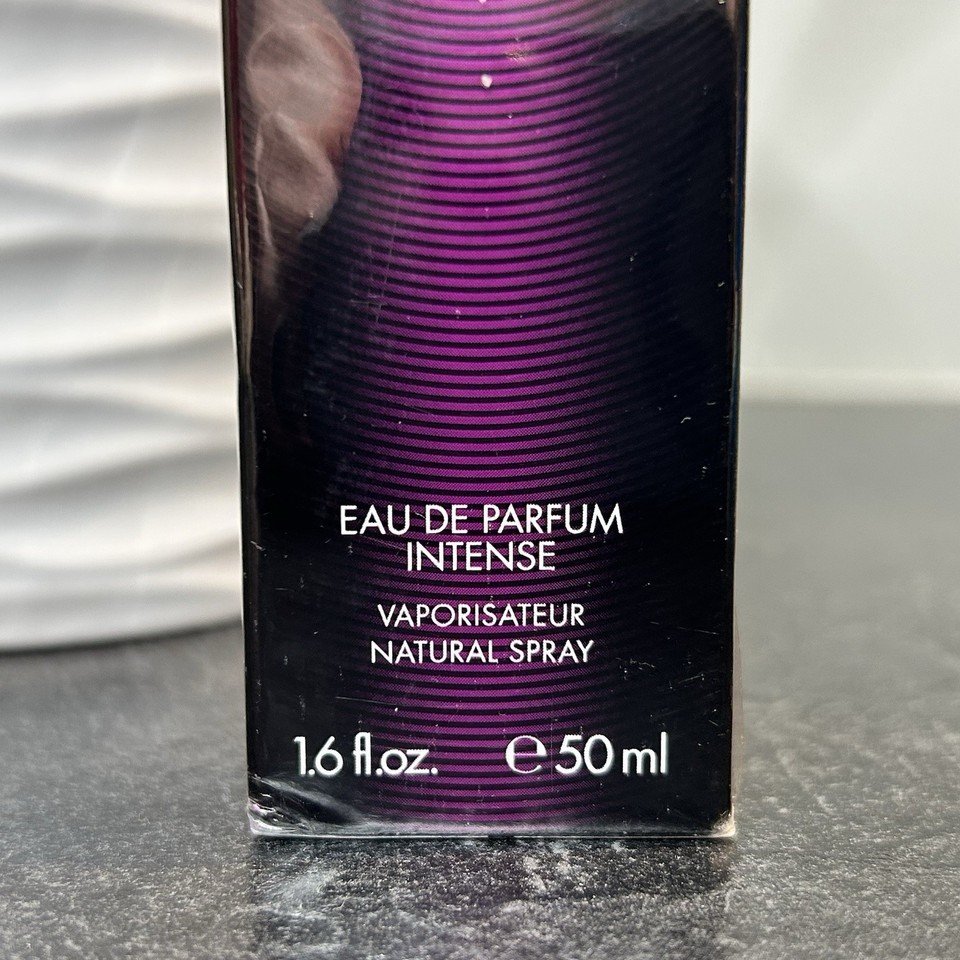 EAU DE PARFUM
INTENSE
VAPORISATEUR
NATURAL SPRAY
1.6 fl.oz. ℮ 50 ml